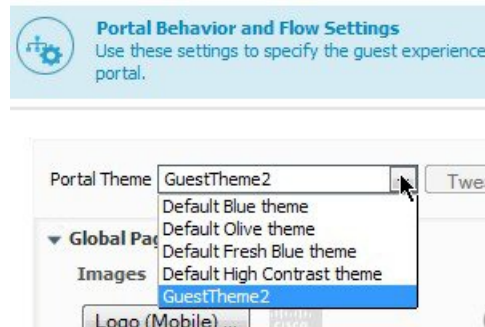 Portal Behavior and Flow Settings
Use these settings to specify the guest experience
portal.
Portal Theme GuestTheme2 Twea
Default Blue theme
Default Olive theme
Global Pag
Default Fresh Blue theme
Images Default High Contrast theme
GuestTheme2
Logo (Mobile) ...